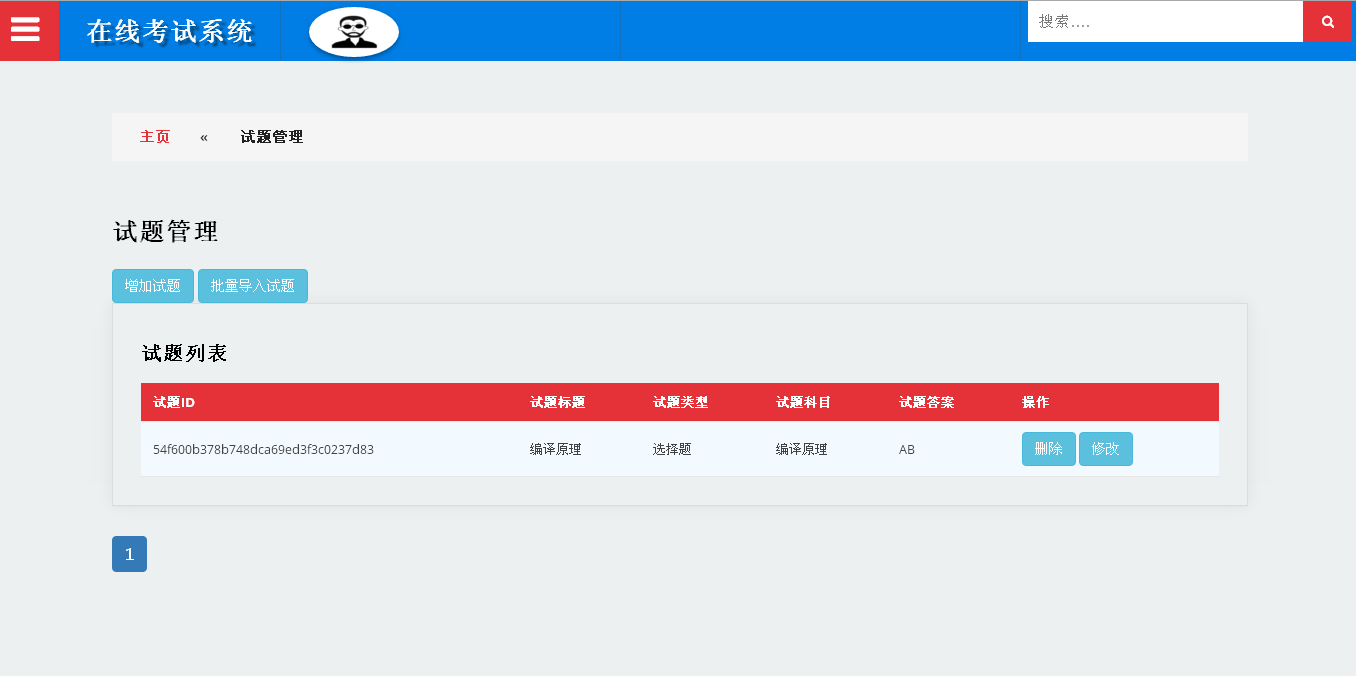 在线考试系统
搜索....
主页 « 试题管理
试题管理
增加试题 批量导入试题
试题列表
试题ID 试题标题 试题类型 试题科目 试题答案 操作
54f600b378b748dca69ed3f3c0237d83 编译原理 选择题 编译原理 AB 删除 修改
1